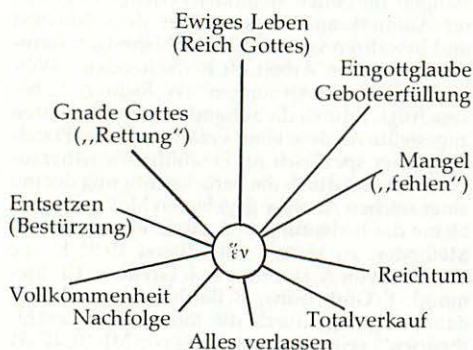 Ewiges Leben
(Reich Gottes)
Eingottglaube
Geboteerfüllung
Gnade Gottes
(,,Rettung“)
Mangel
(,,fehlen“)
Entsetzen
(Bestürzung)
ἕν
Reichtum
Vollkommenheit
Nachfolge
Totalverkauf
Alles verlassen